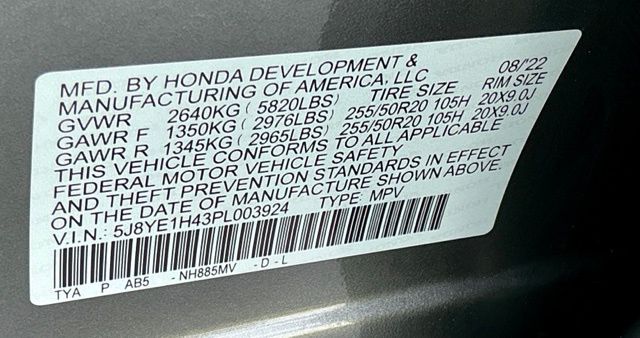 MFD. BY HONDA DEVELOPMENT & 08/'22
MANUFACTURING OF AMERICA, LLC
GVWR 2640KG ( 5820LBS) TIRE SIZE RIM SIZE
GAWR F 1350KG ( 2976LBS) 255/50R20 105H 20X9.0J
GAWR R 1345KG ( 2965LBS) 255/50R20 105H 20X9.0J
THIS VEHICLE CONFORMS TO ALL APPLICABLE
FEDERAL MOTOR VEHICLE SAFETY
AND THEFT PREVENTION STANDARDS IN EFFECT
ON THE DATE OF MANUFACTURE SHOWN ABOVE.
V.I.N.: 5J8YE1H43PL003924 TYPE: MPV
TYA P AB5 - NH885MV - D - L